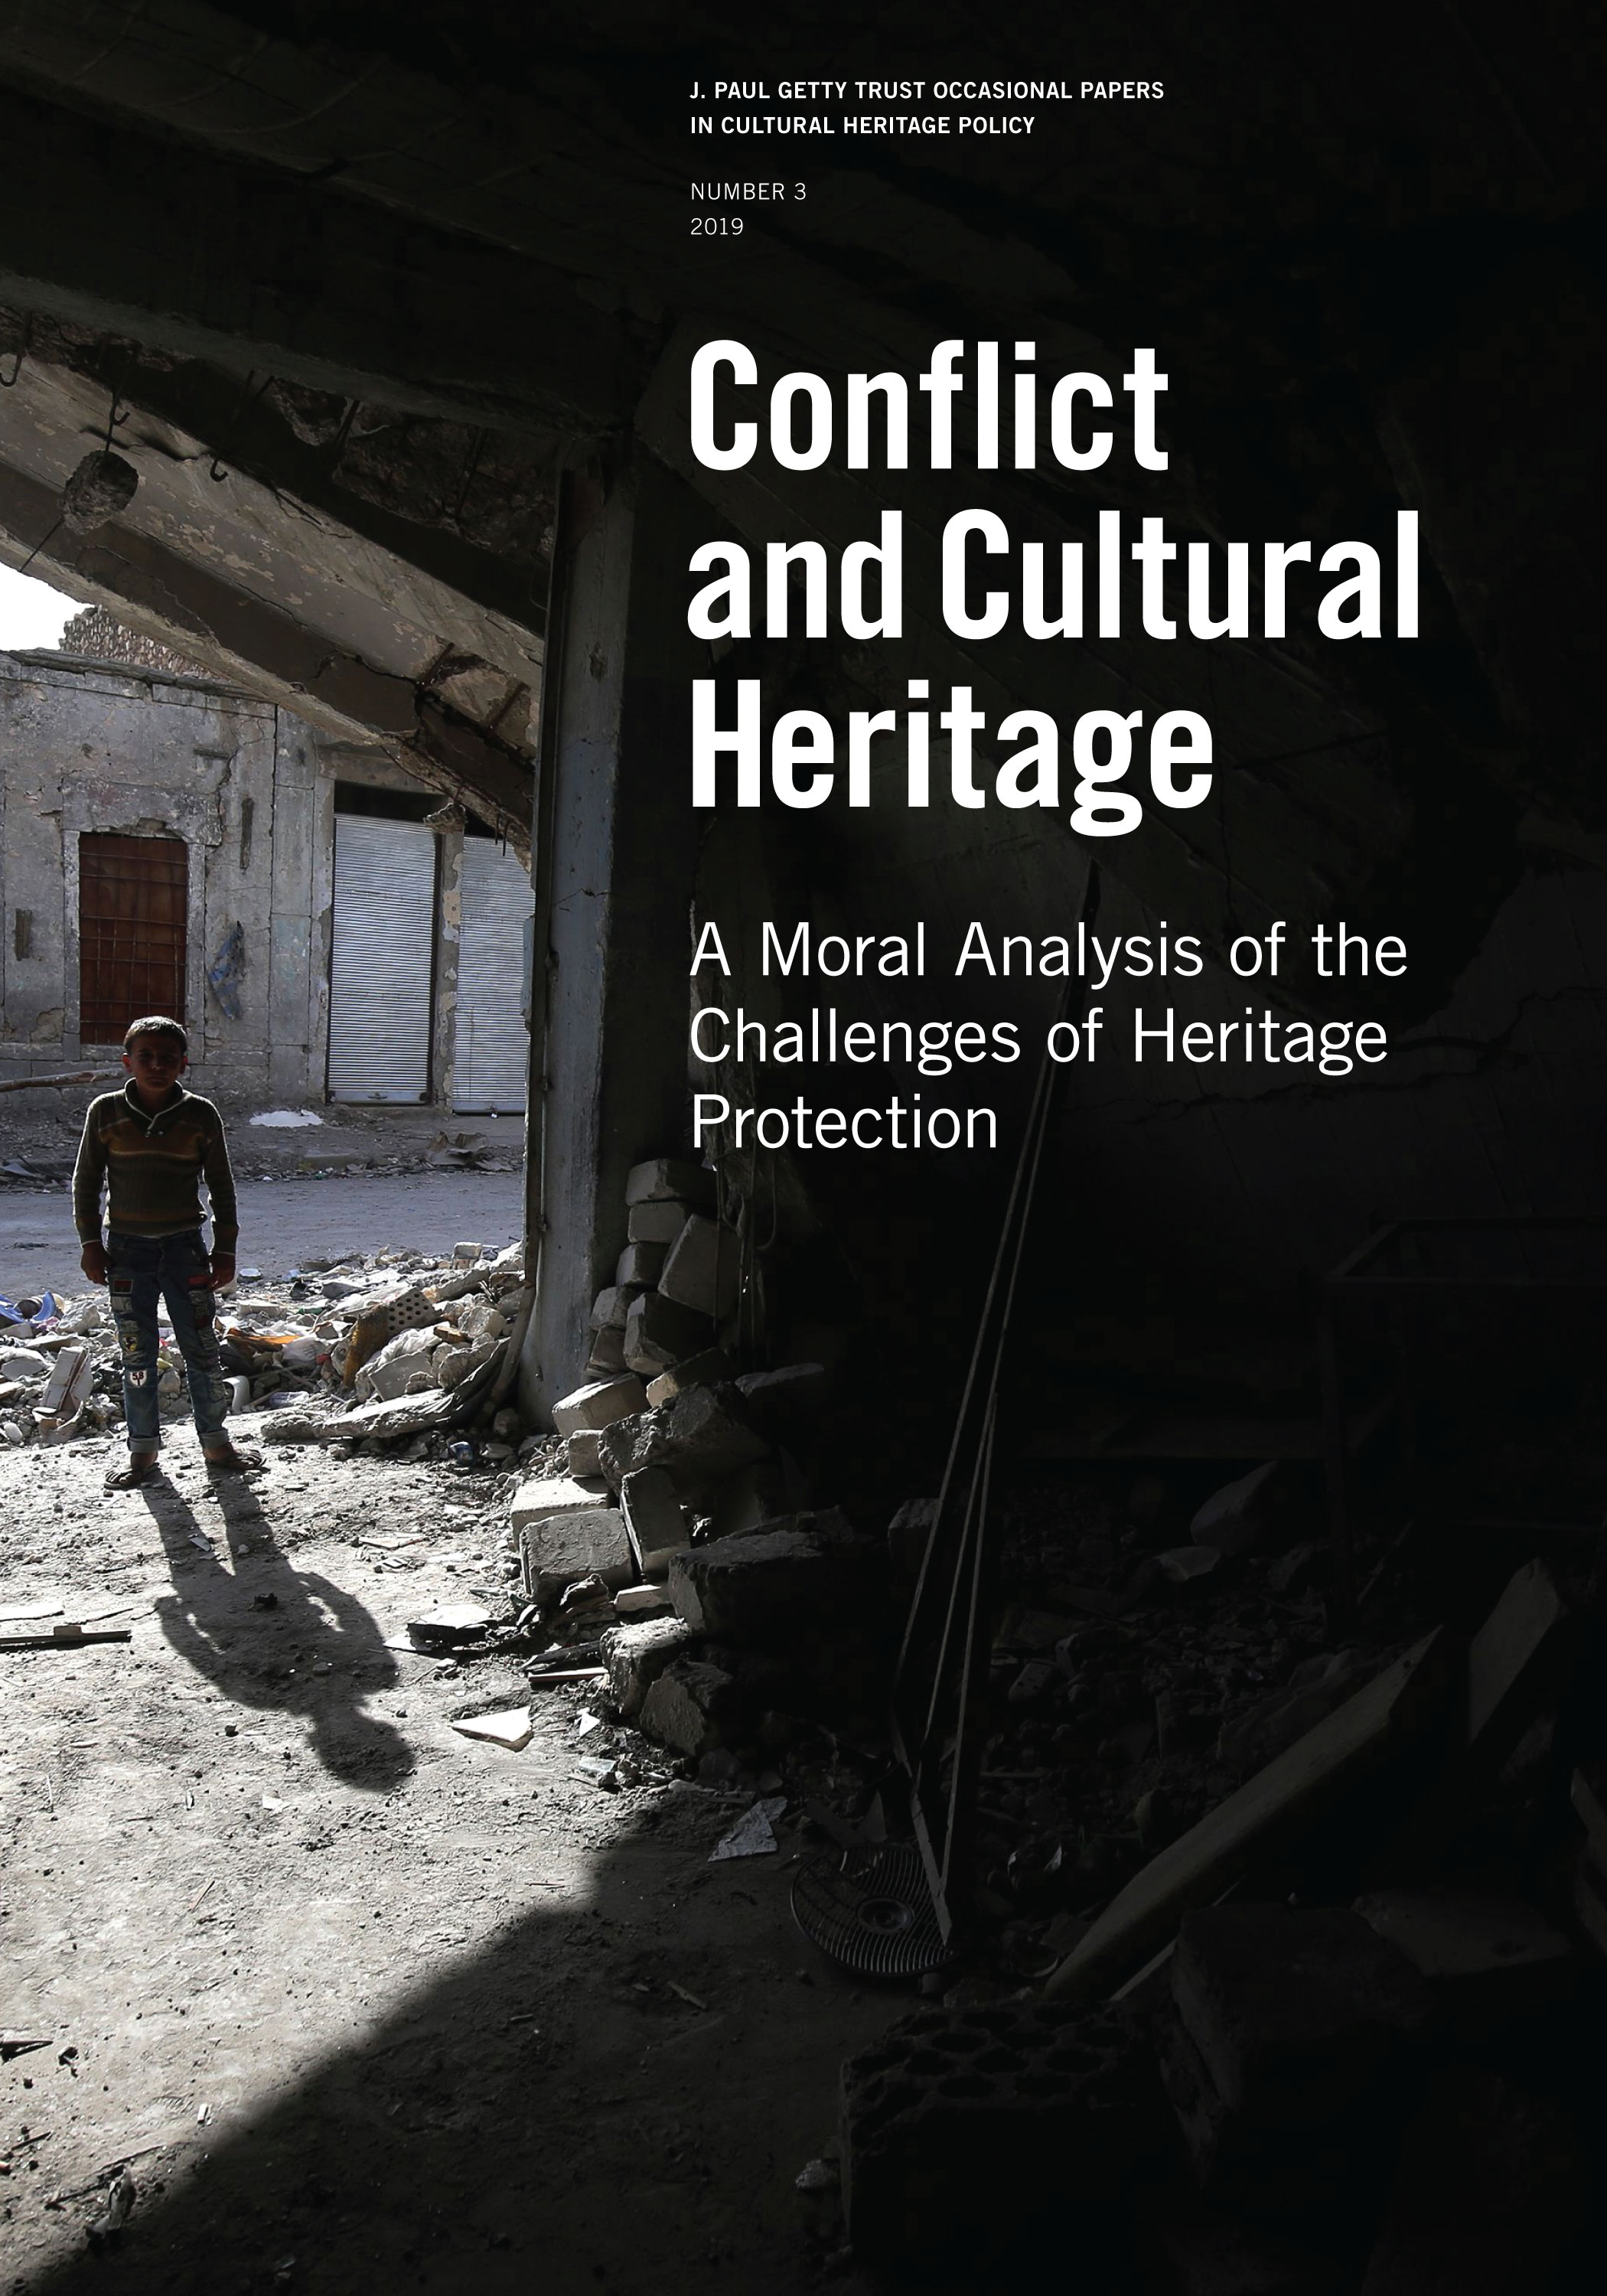 J. PAUL GETTY TRUST OCCASIONAL PAPERS
IN CULTURAL HERITAGE POLICY
NUMBER 3
2019
Conflict
and Cultural
Heritage
A Moral Analysis of the
Challenges of Heritage
Protection